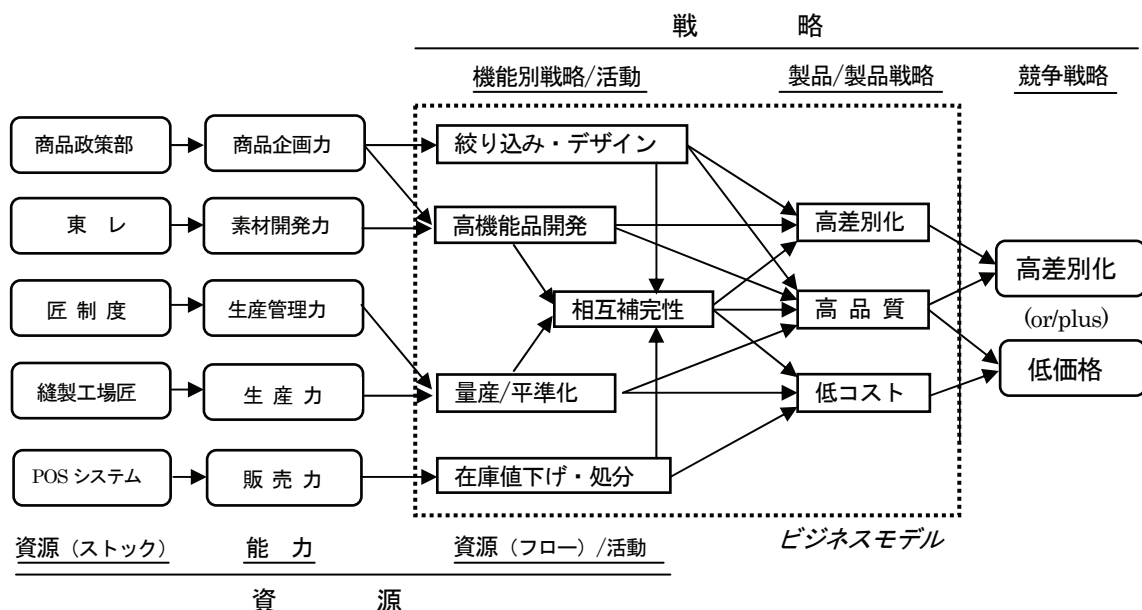 戦 略
機能別戦略/活動 製品/製品戦略 競争戦略
商品政策部 商品企画力 絞り込み・デザイン
東 レ 素材開発力 高機能品開発 高差別化
高差別化
匠 制 度 生産管理力 相互補完性 高 品 質
(or/plus)
低価格
縫製工場匠 生 産 力 量産/平準化 低コスト
POS システム 販 売 力 在庫値下げ・処分
ビジネスモデル
資源（ストック） 能 力 資源（フロー）/活動
資 源